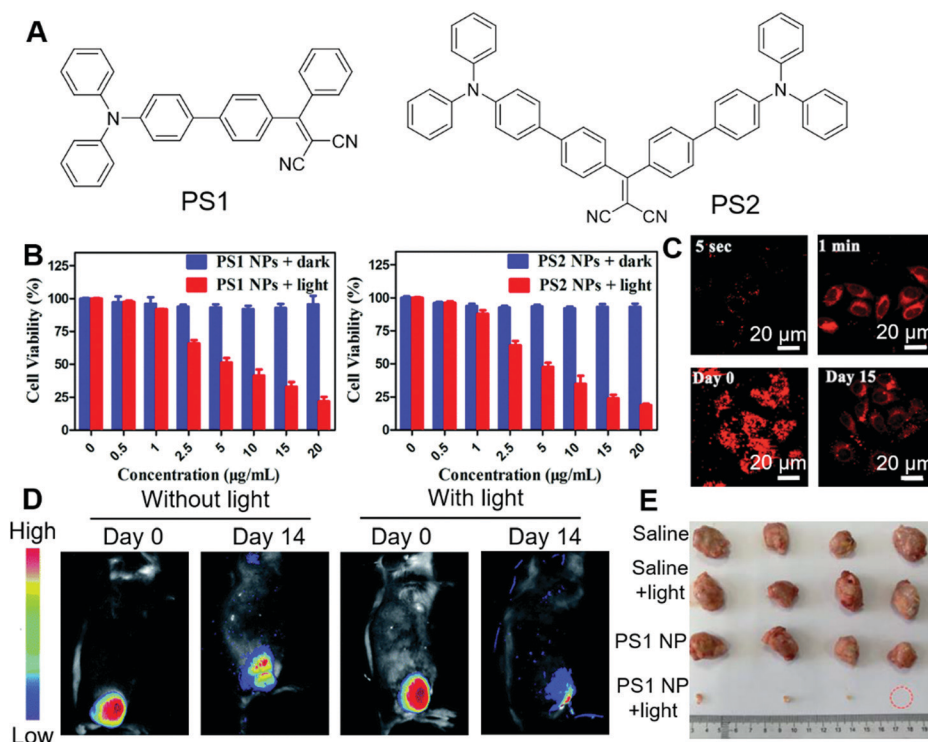 A
N
CN
CN
PS1
N
N
NC
CN
PS2
B
Cell Viability (%)
125
100
75
50
25
0
PS1 NPs + dark
PS1 NPs + light
0
0.5
1
2.5
5
10
15
20
Concentration (µg/mL)
Cell Viability (%)
125
100
75
50
25
0
PS2 NPs + dark
PS2 NPs + light
0
0.5
1
2.5
5
10
15
20
Concentration (µg/mL)
C
5 sec
20 µm
1 min
20 µm
Day 0
20 µm
Day 15
20 µm
D
Without light
With light
High
Low
Day 0
Day 14
Day 0
Day 14
E
Saline
Saline
+light
PS1 NP
PS1 NP
+light